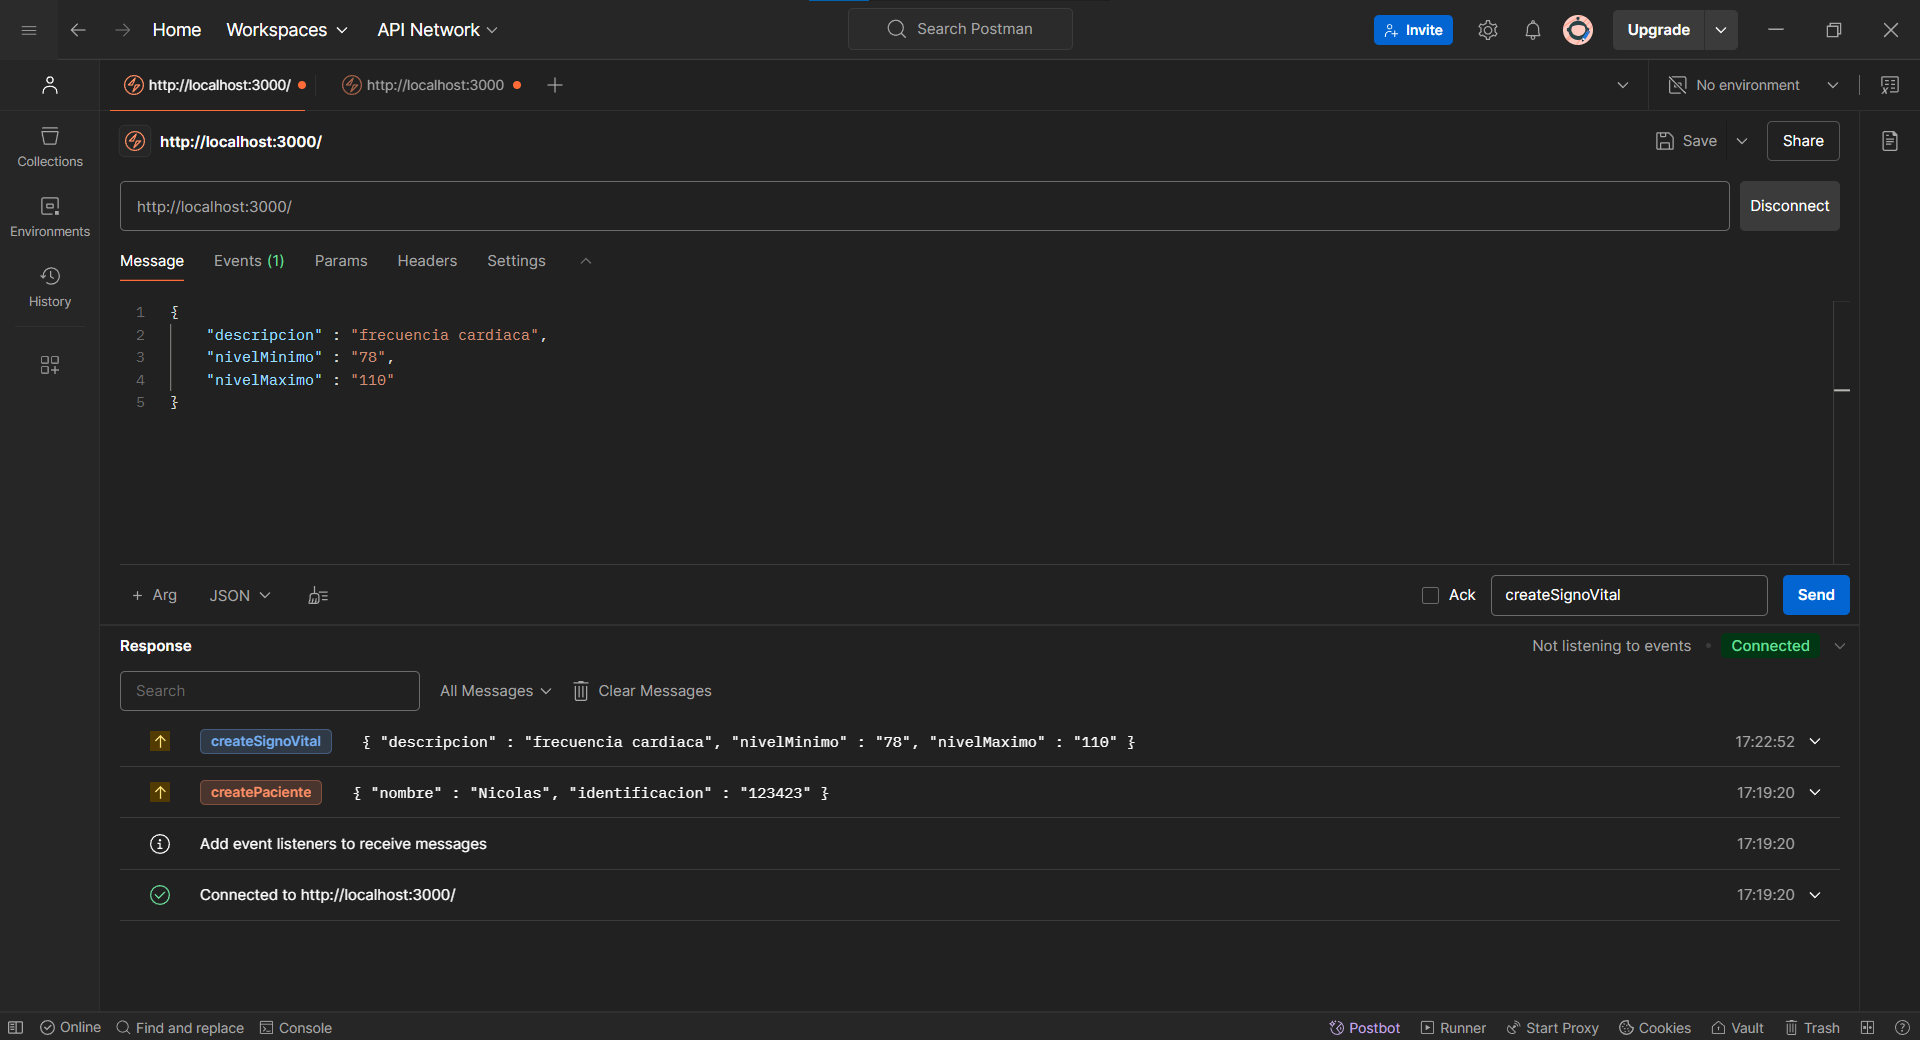 Home Workspaces API Network Search Postman Invite Upgrade
http://localhost:3000/ http://localhost:3000 No environment
http://localhost:3000/ Save Share
Collections
http://localhost:3000/ Disconnect
Environments
Message Events (1) Params Headers Settings
History
1 {
2 "descripcion" : "frecuencia cardiaca",
3 "nivelMinimo" : "78",
4 "nivelMaximo" : "110"
5 }
+ Arg JSON Ack createSignoVital Send
Response Not listening to events Connected
Search All Messages Clear Messages
createSignoVital { "descripcion" : "frecuencia cardiaca", "nivelMinimo" : "78", "nivelMaximo" : "110" } 17:22:52
createPaciente { "nombre" : "Nicolas", "identificacion" : "123423" } 17:19:20
Add event listeners to receive messages 17:19:20
Connected to http://localhost:3000/ 17:19:20
Online Find and replace Console Postbot Runner Start Proxy Cookies Vault Trash